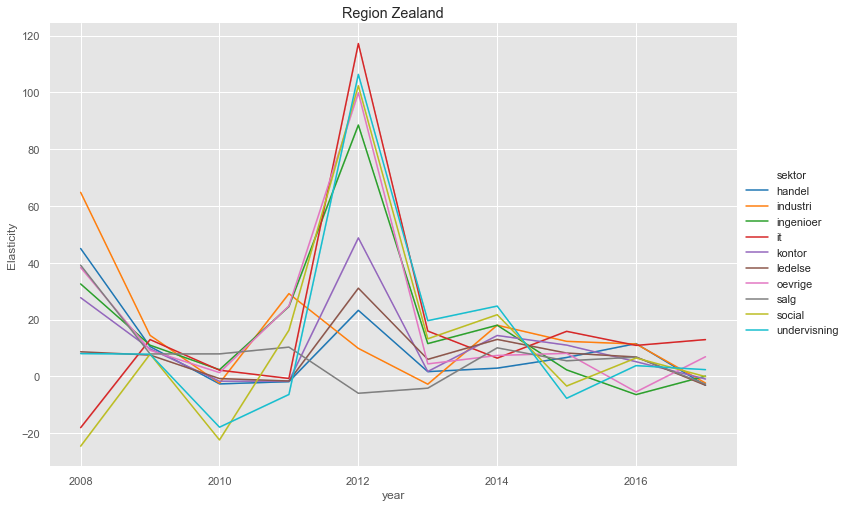 Region Zealand
120
100
80
60
40
20
0
−20
Elasticity
2008
2010
2012
2014
2016
year
sektor
handel
industri
ingenioer
it
kontor
ledelse
oevrige
salg
social
undervisning